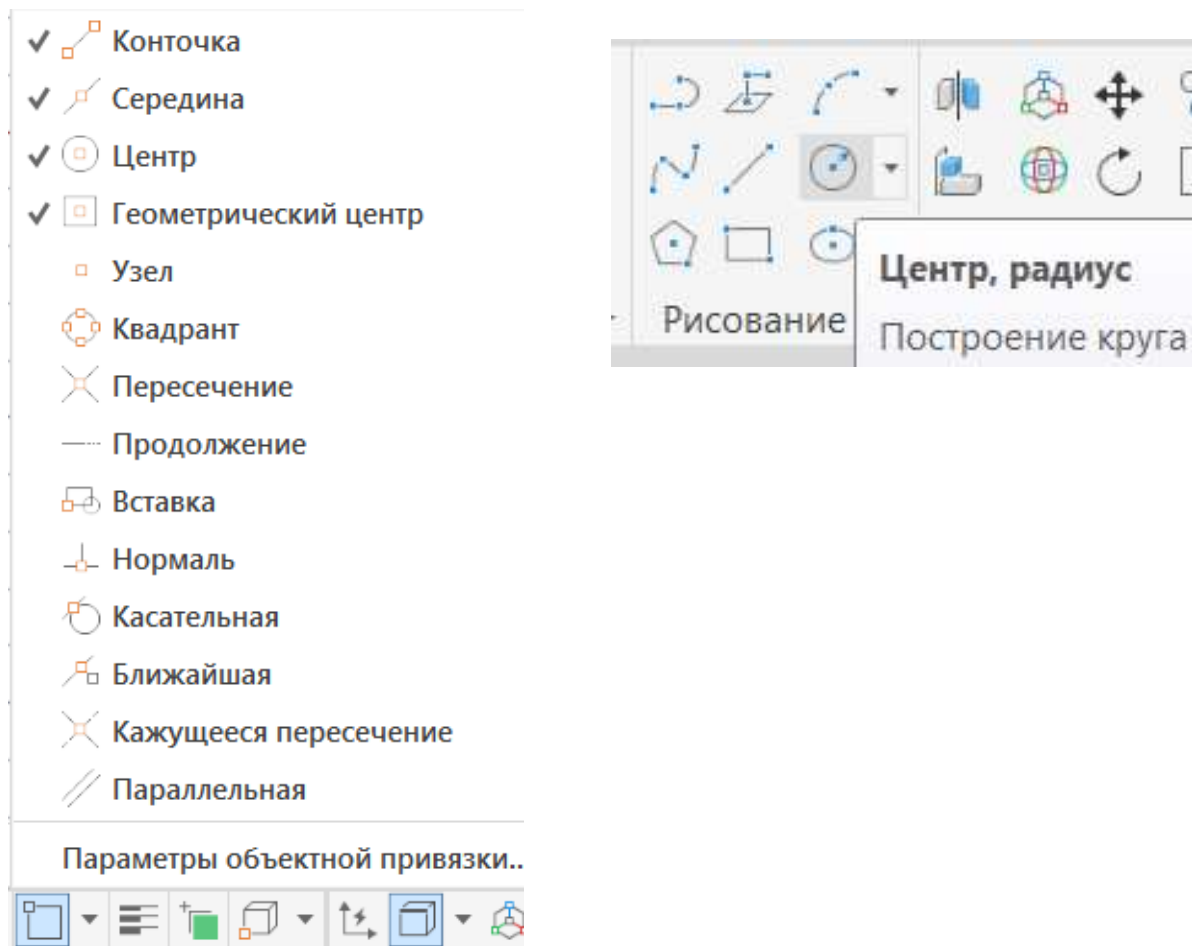 Конточка
Середина
Центр
Геометрический центр
Узел
Квадрант
Пересечение
Продолжение
Вставка
Нормаль
Касательная
Ближайшая
Кажущееся пересечение
Параллельная
Параметры объектной привязки..
Рисование
Центр, радиус
Построение круга